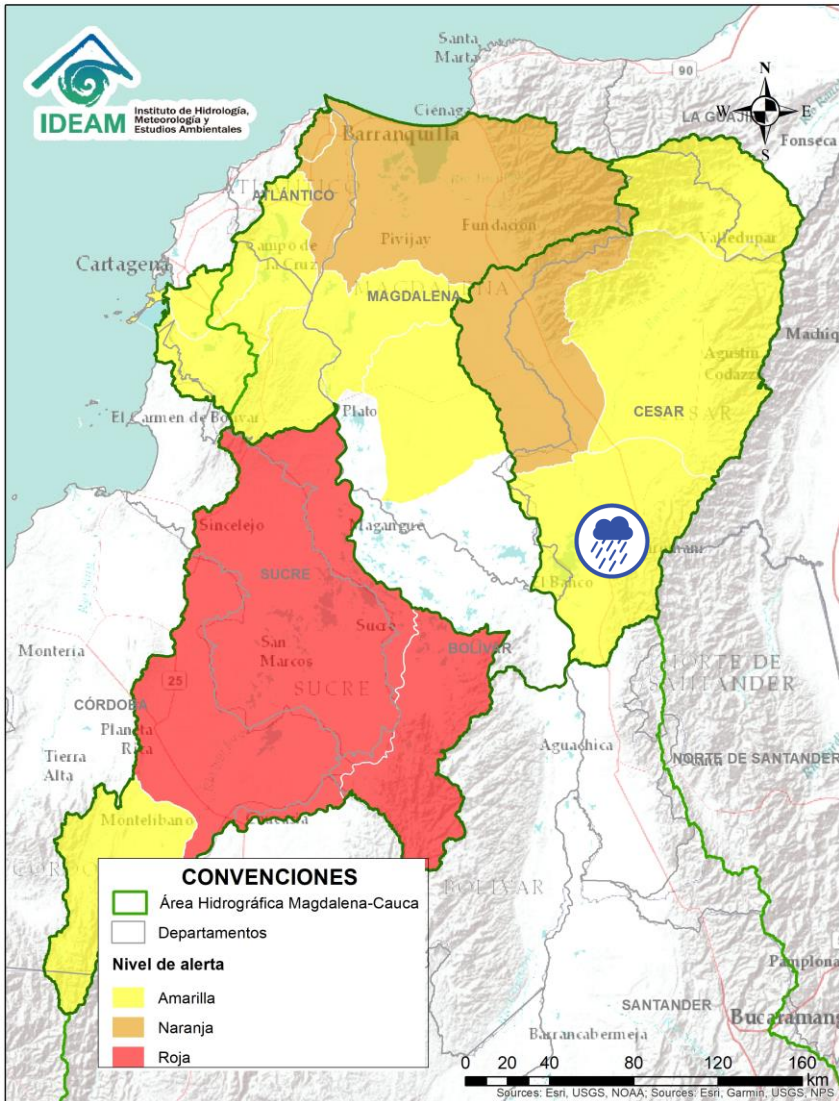 IDEAM
Instituto de Hidrología,
Meteorología y
Estudios Ambientales
Santa
Marta
90
N
W
E
S
LA GUAJI
Fonseca
Ciénaga
Barranquilla
ATLÁNTICO
Fundación
Pivijay
Valledupar
Campo de
la Cruz
Cartagena
MAGDALENA
Machiq
Agustín
Codazzi
CESAR
El Carmen de Bolívar
Plato
Sincelejo
Magangué
El Banco
SUCRE
Sucre
San
Marcos
BOLÍVAR
SUCRE
Montería
25
NORTE DE
SANTANDER
CÓRDOBA
Planeta
Rica
Tierra
Alta
Aguachica
NORTE DE SANTANDER
Montelíbano
Caucasia
BOLÍVAR
CONVENCIONES
Área Hidrográfica Magdalena-Cauca
Departamentos
Nivel de alerta
Amarilla
Naranja
Roja
Pamplona
SANTANDER
Bucaramang
Barrancabermeja
0 20 40 80 120 160
km
Sources: Esri, USGS, NOAA; Sources: Esri, Garmin, USGS, NPS